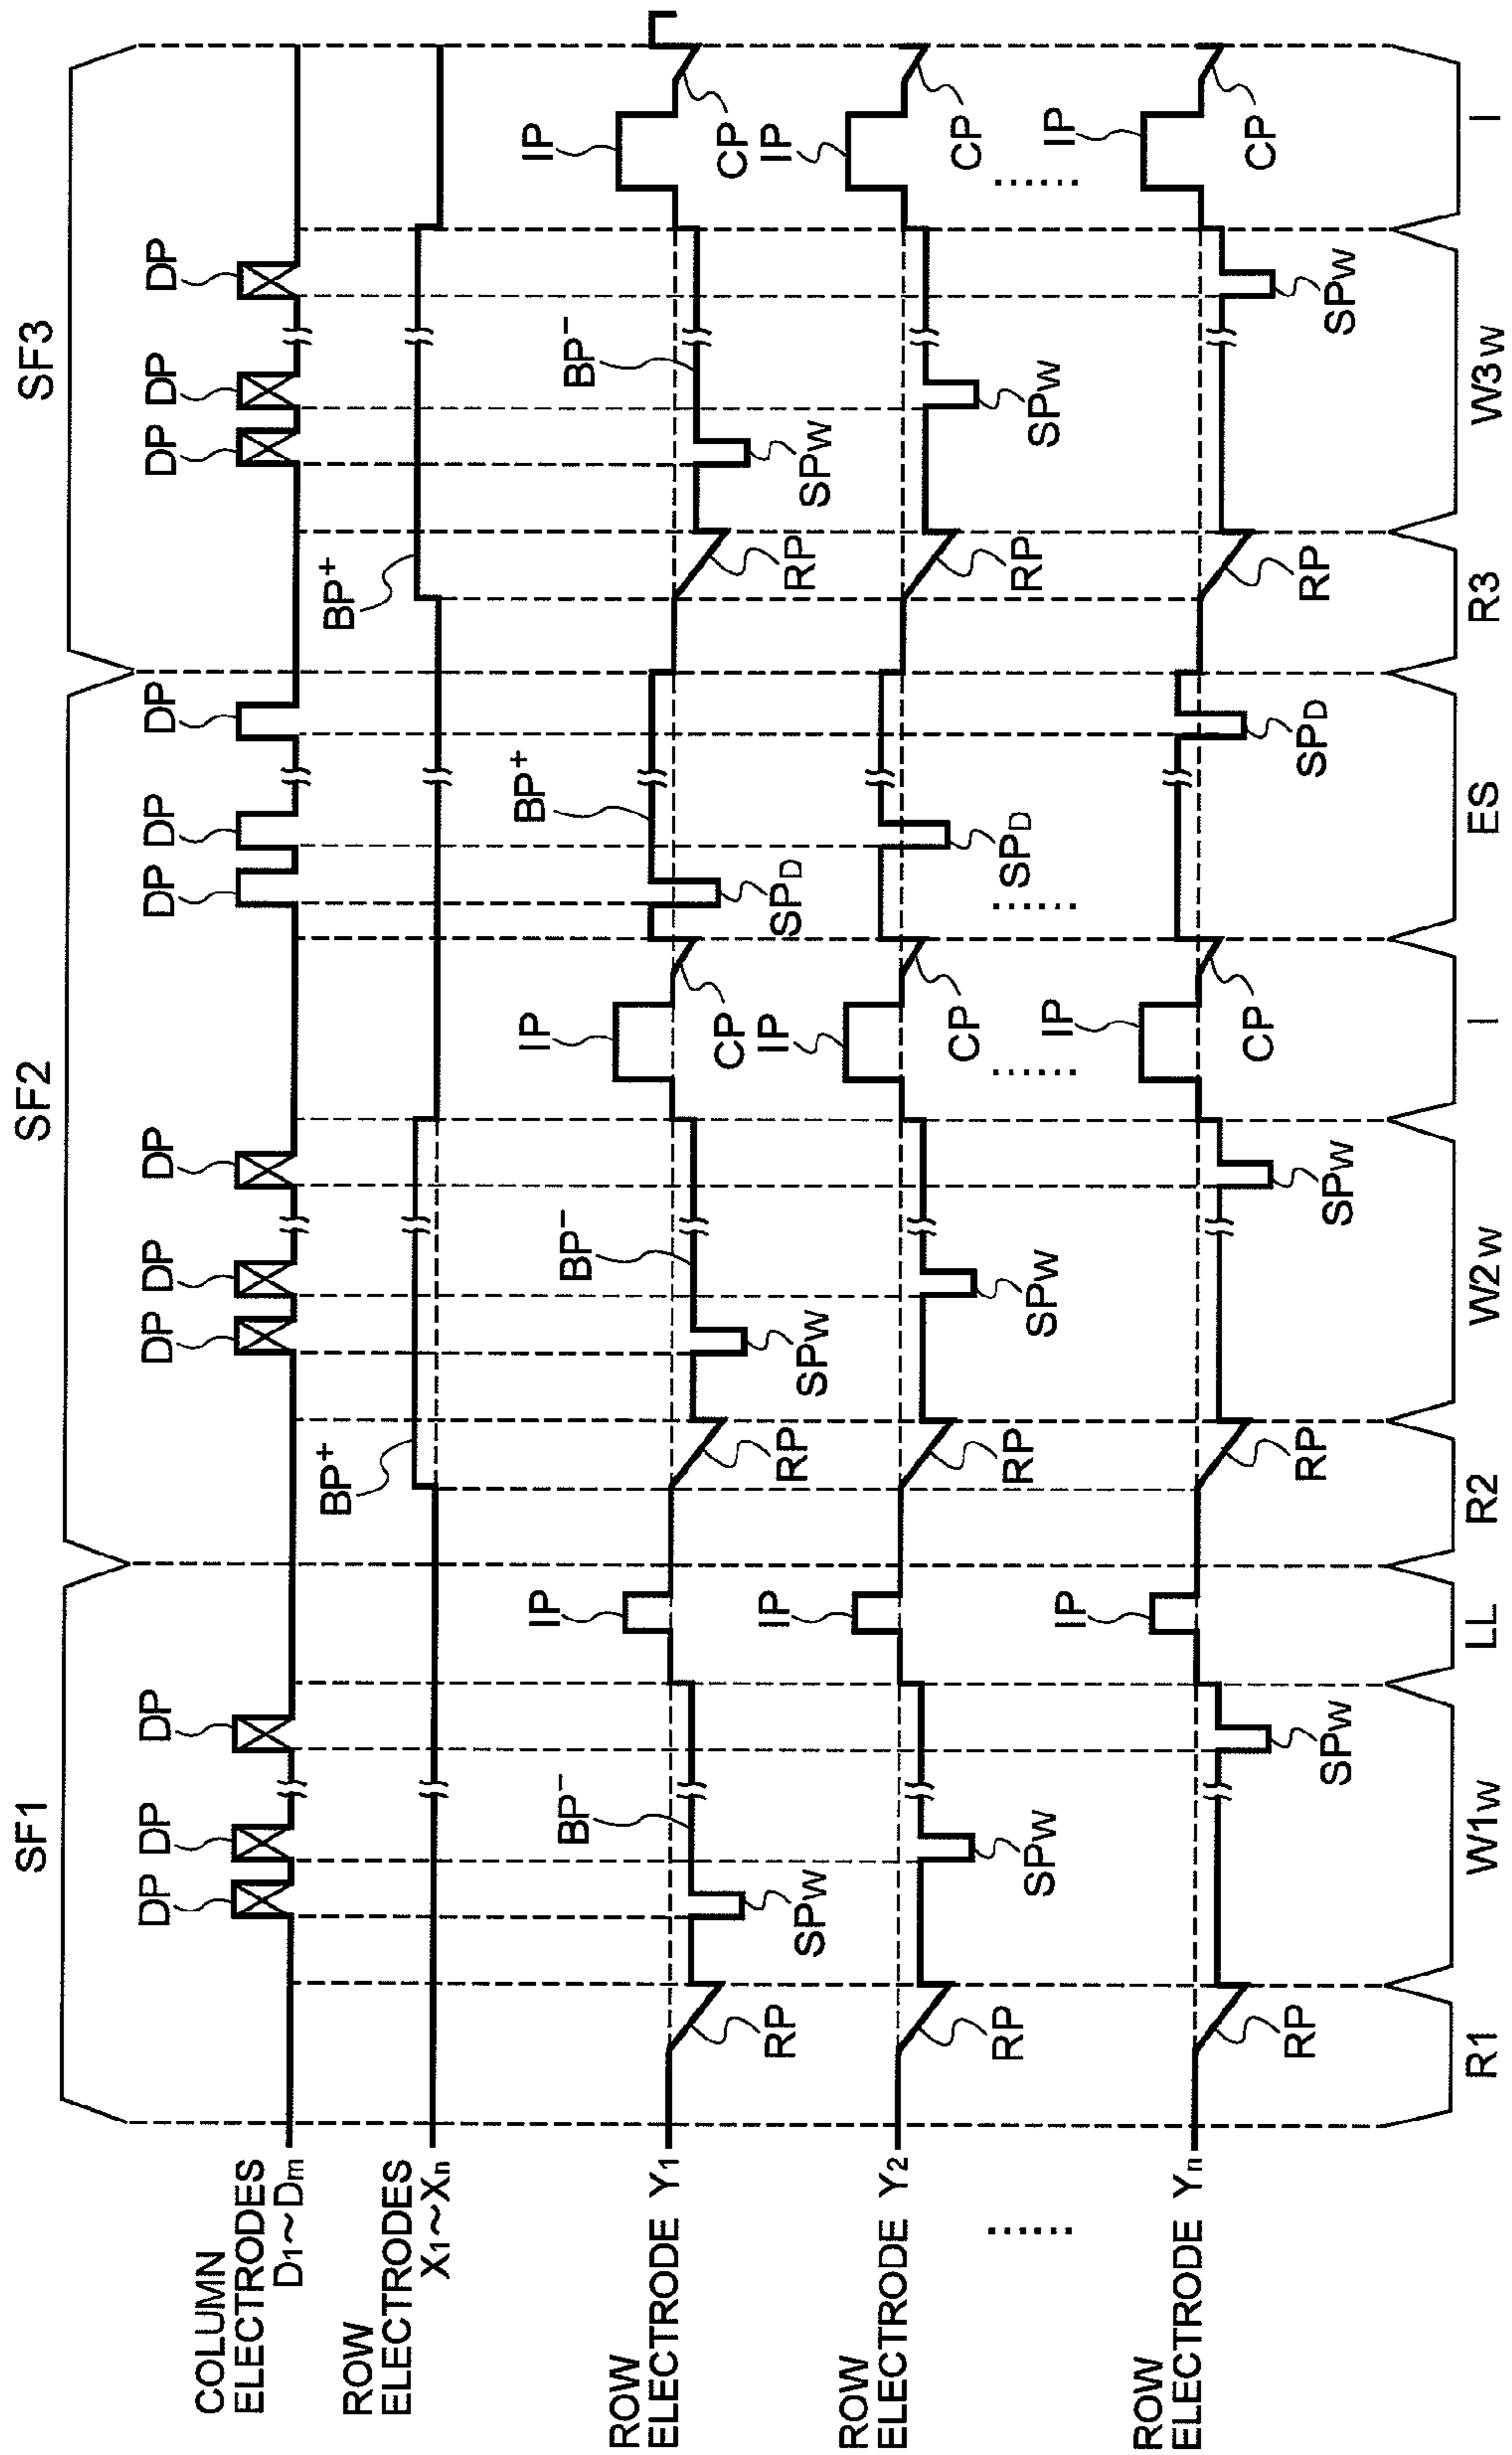 SF1 SF2 SF3
DP DP DP DP DP DP DP DP DP DP DP DP
COLUMN
ELECTRODES
D1~Dm
BP+ BP+
ROW
ELECTRODES
X1~Xn
BP- IP BP- IP BP+ BP- IP
ROW
ELECTRODE Y1
RP SPW RP SPW CP SPD RP SPW CP
IP IP IP
ROW
ELECTRODE Y2
RP SPW RP SPW CP SPD RP SPW CP
...... ...... ...... ......
IP IP IP
ROW
ELECTRODE Yn
RP SPW RP SPW CP SPD RP SPW CP
R1 W1W LL R2 W2W I ES R3 W3W I